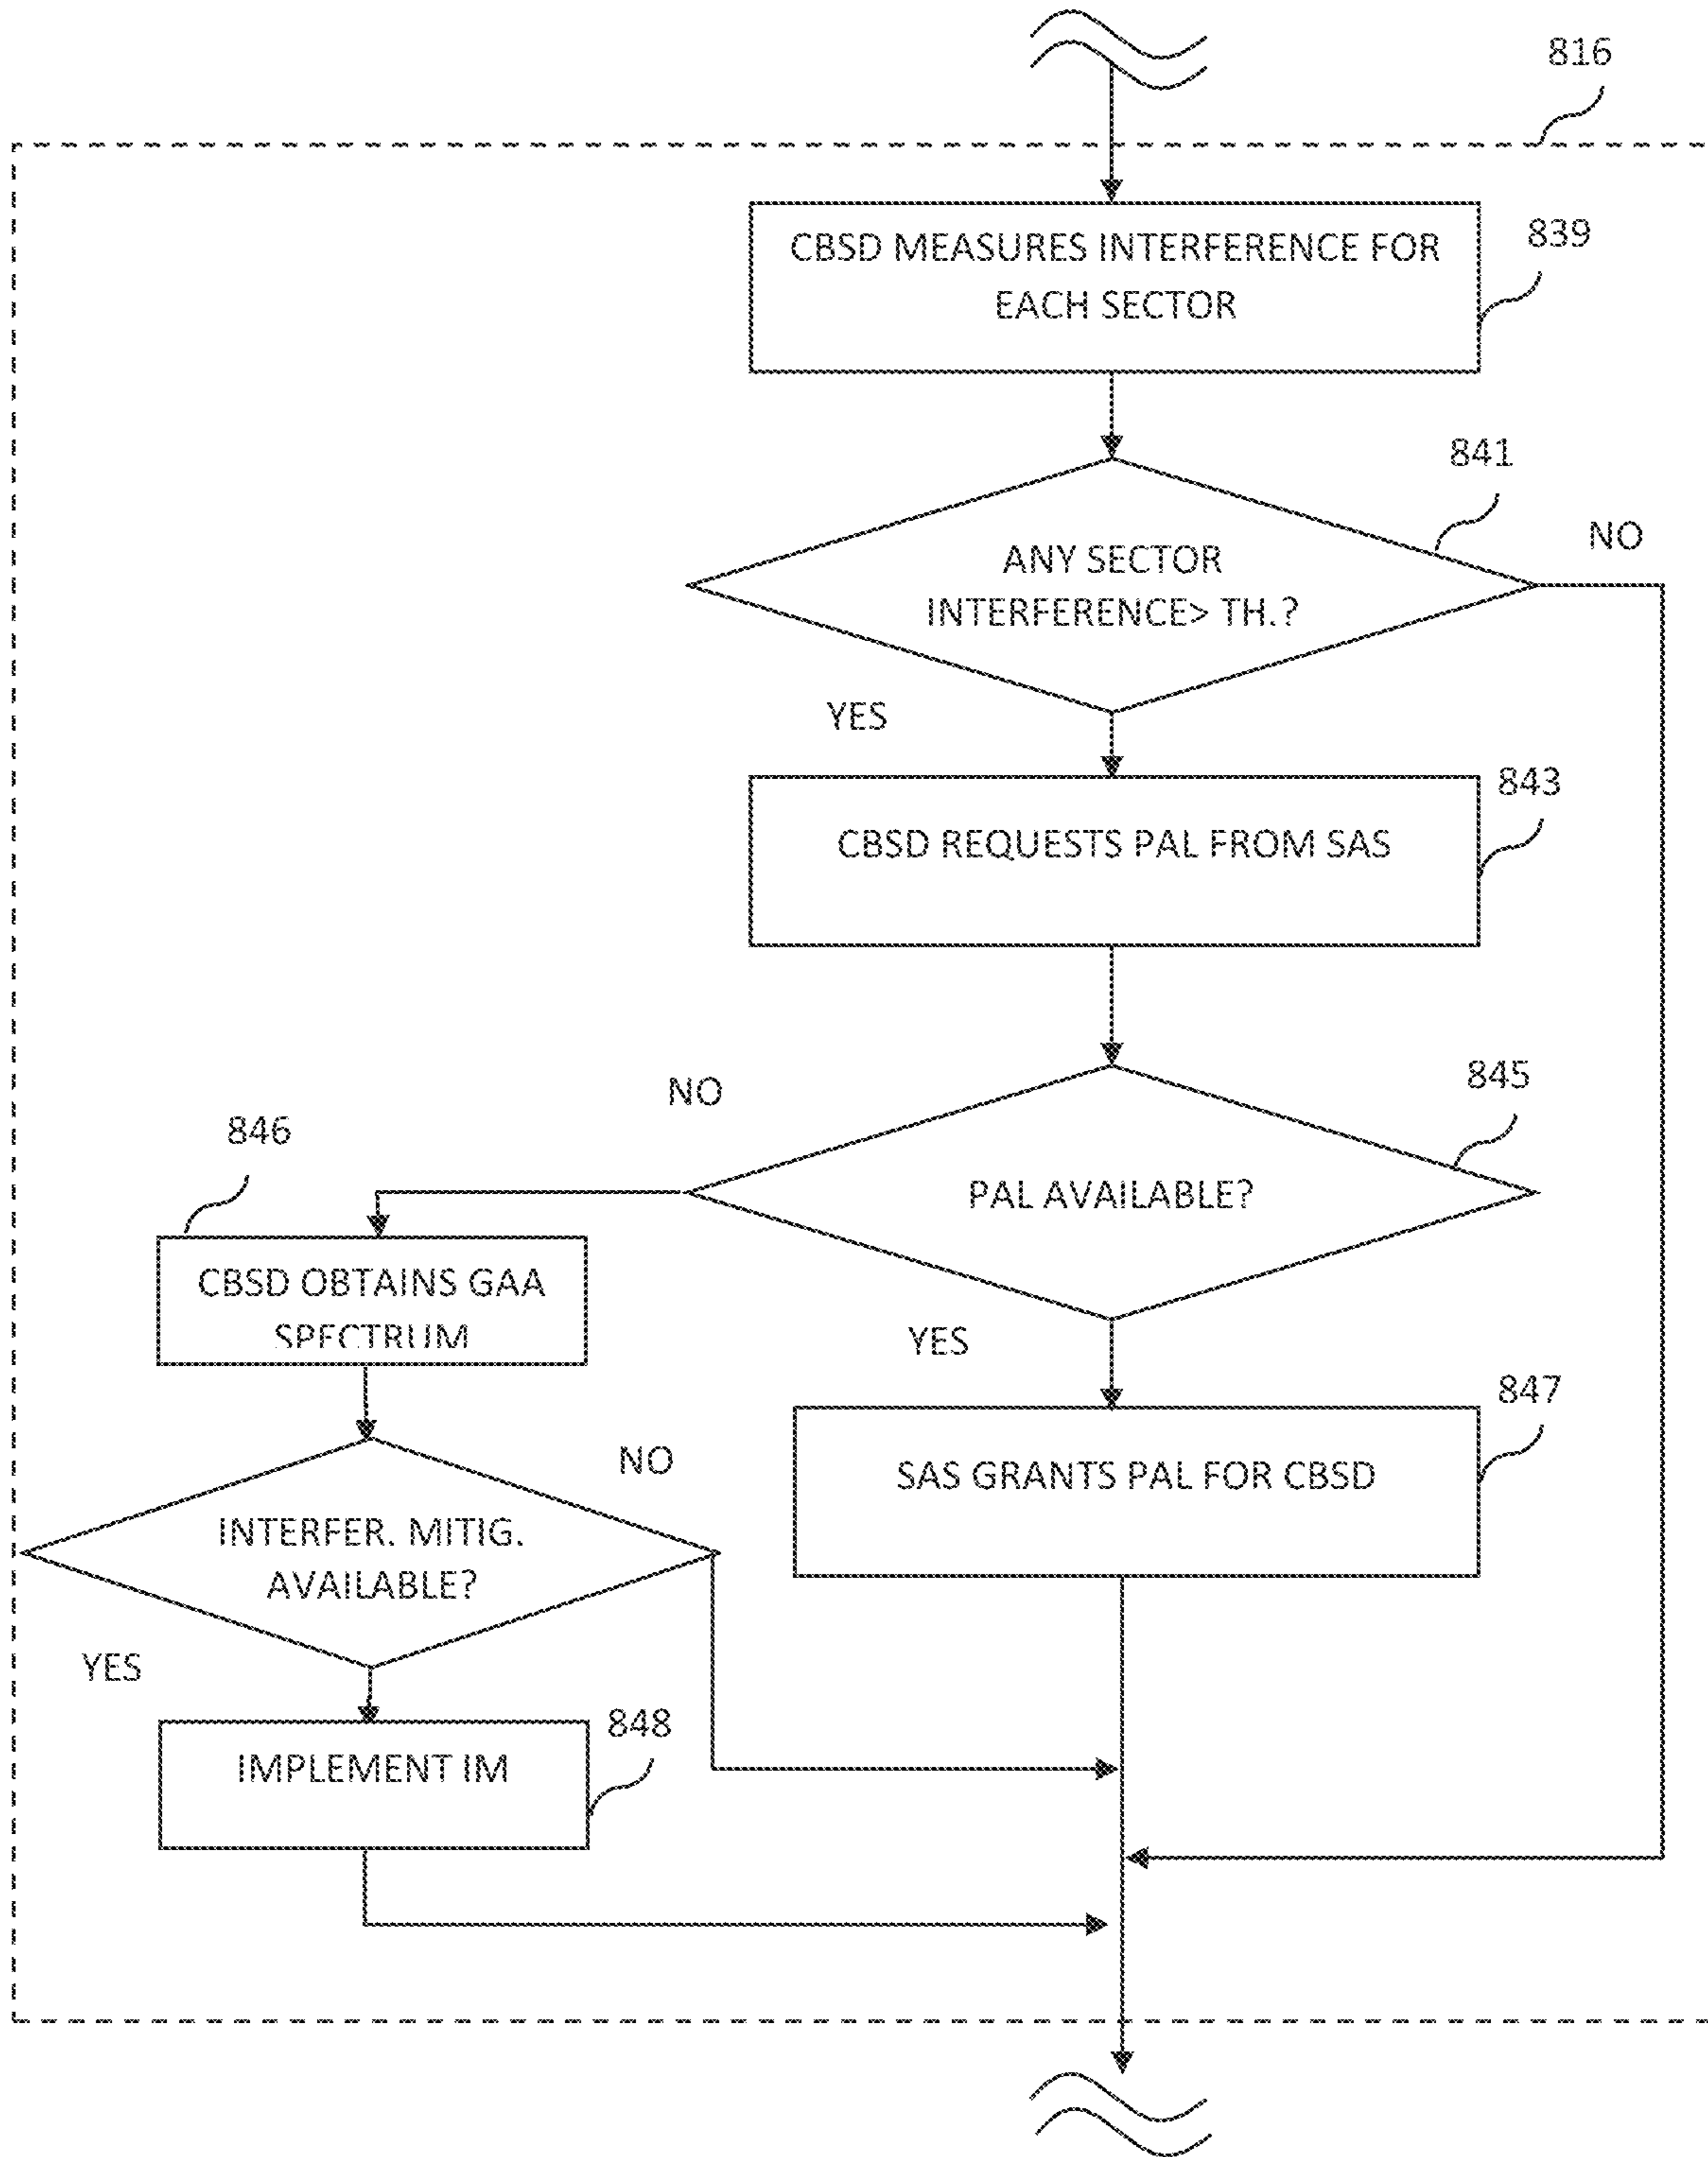 816
CBSD MEASURES INTERFERENCE FOR
EACH SECTOR
839
841
NO
ANY SECTOR
INTERFERENCE> TH.?
YES
843
CBSD REQUESTS PAL FROM SAS
845
NO
846
PAL AVAILABLE?
CBSD OBTAINS GAA
SPECTRUM
YES
847
NO
SAS GRANTS PAL FOR CBSD
INTERFER. MITIG.
AVAILABLE?
YES
848
IMPLEMENT IM